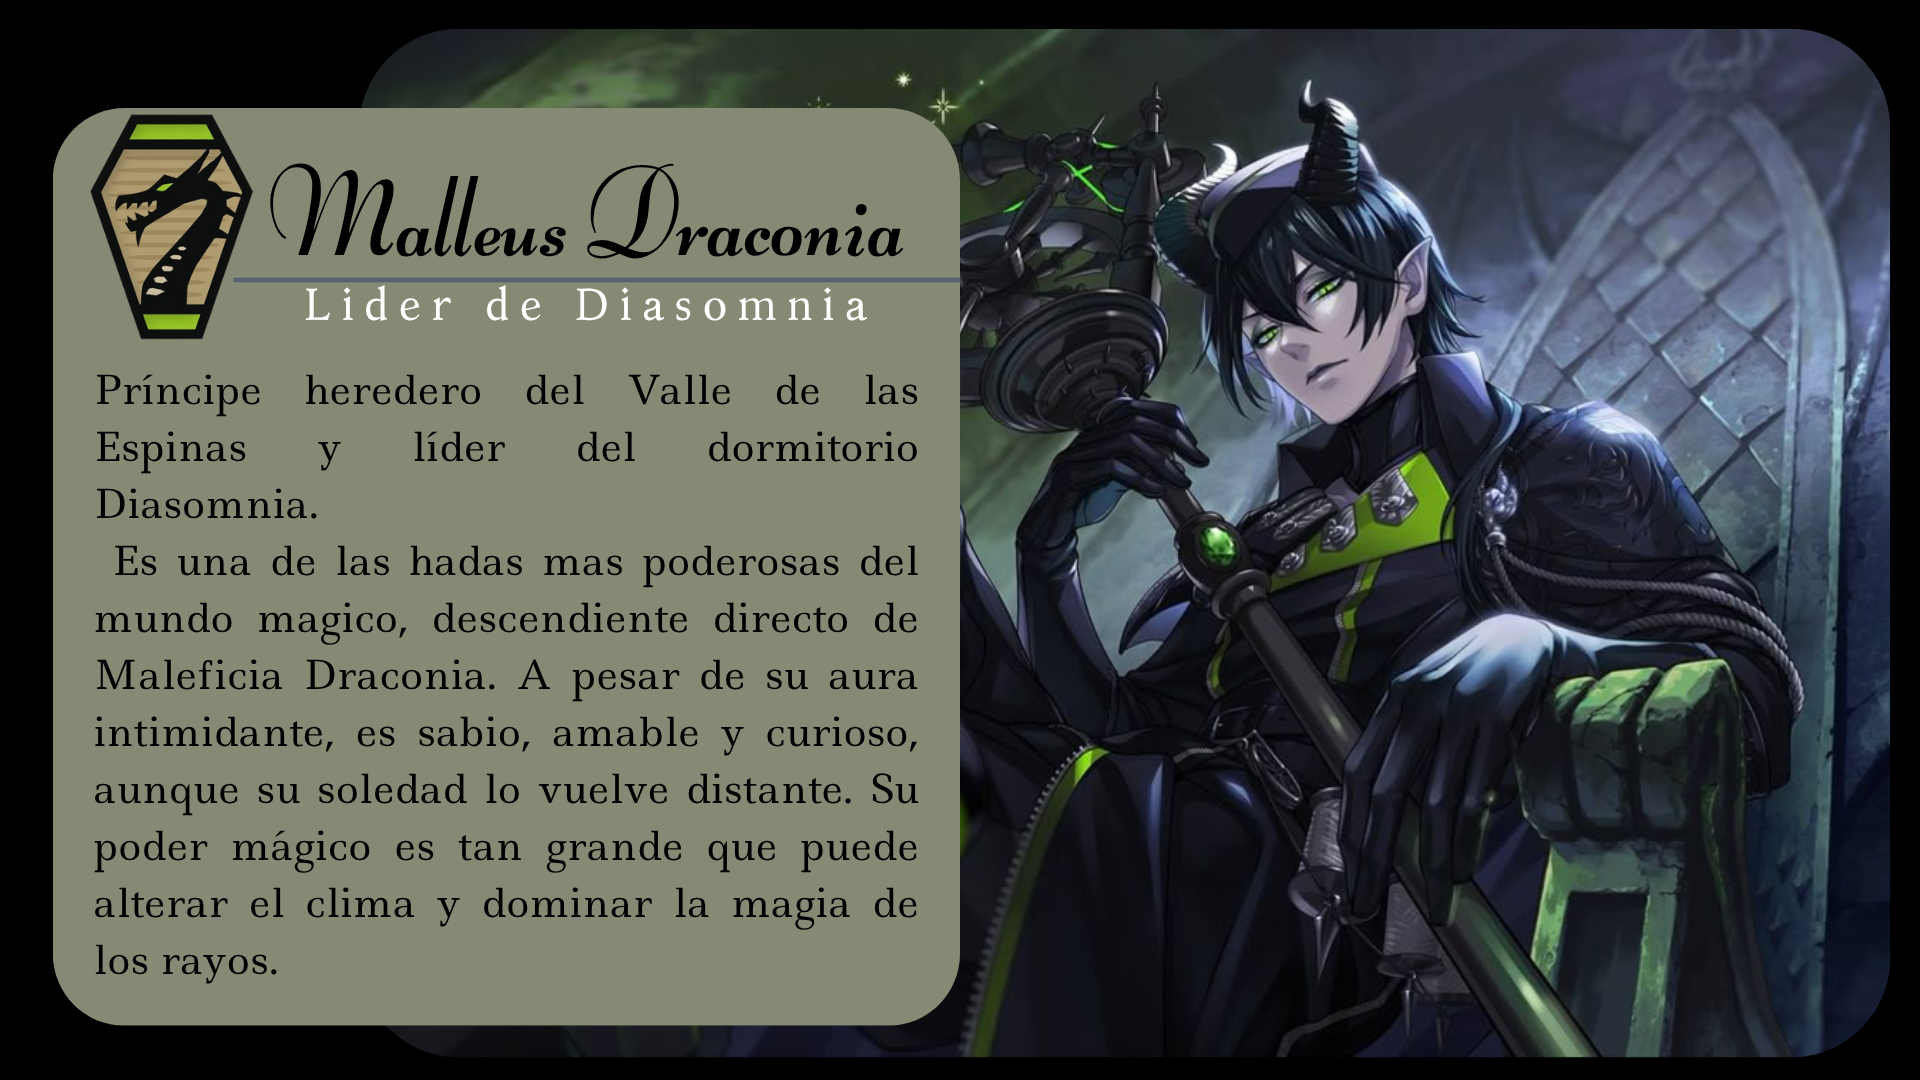 Malleus Draconia
Lider de Diasomnia
Príncipe heredero del Valle de las
Espinas y líder del dormitorio
Diasomnia.
Es una de las hadas mas poderosas del
mundo magico, descendiente directo de
Maleficia Draconia. A pesar de su aura
intimidante, es sabio, amable y curioso,
aunque su soledad lo vuelve distante. Su
poder mágico es tan grande que puede
alterar el clima y dominar la magia de
los rayos.